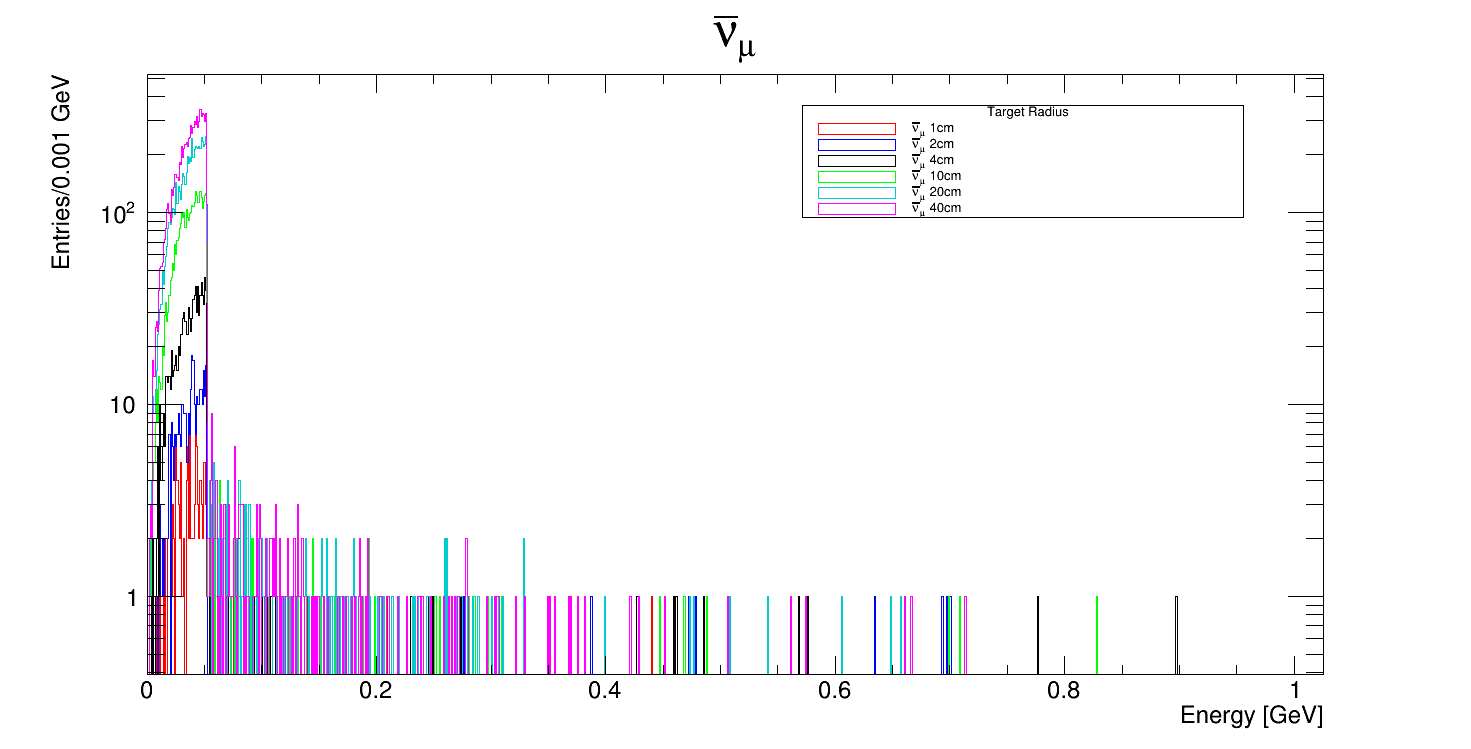 ν̅μ
Entries/0.001 GeV
Target Radius
ν̅μ 1cm
ν̅μ 2cm
ν̅μ 4cm
ν̅μ 10cm
ν̅μ 20cm
ν̅μ 40cm
10²
10
1
0 0.2 0.4 0.6 0.8 1
Energy [GeV]